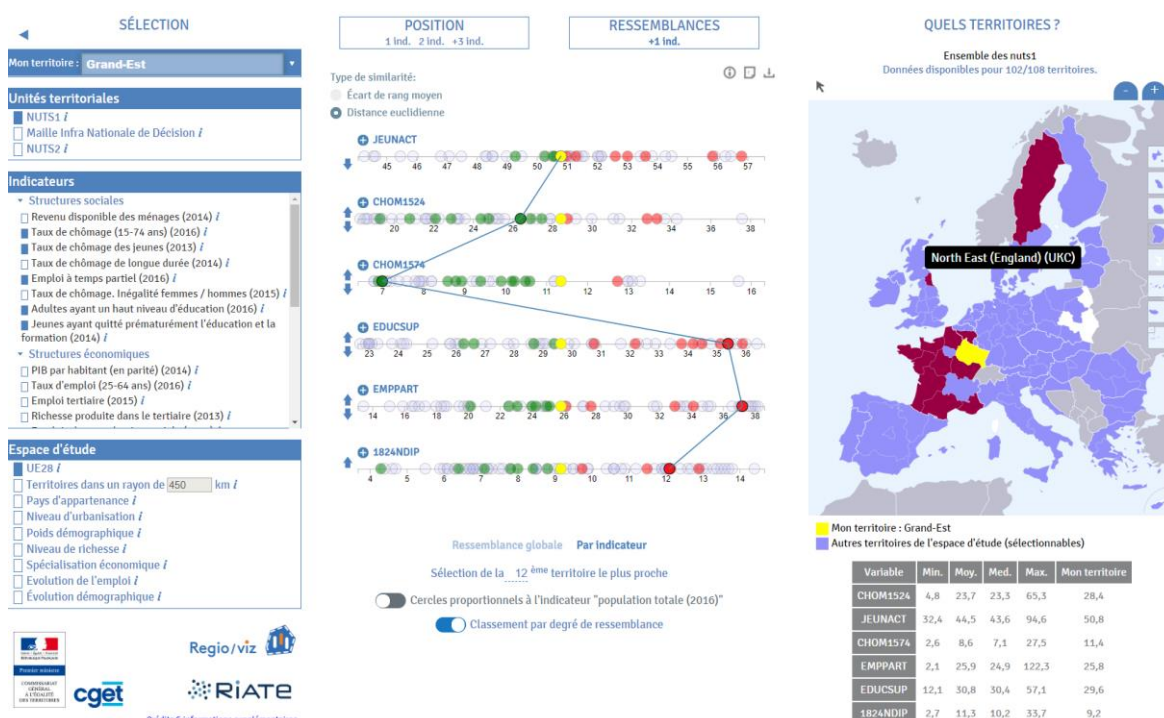 SÉLECTION
Mon territoire : Grand-Est
Unités territoriales
NUTS1 i
Maille Infra Nationale de Décision i
NUTS2 i
Indicateurs
Structures sociales
Revenu disponible des ménages (2014) i
Taux de chômage (15-74 ans) (2016) i
Taux de chômage des jeunes (2013) i
Taux de chômage de longue durée (2014) i
Emploi à temps partiel (2016) i
Taux de chômage. Inégalité femmes / hommes (2015) i
Adultes ayant un haut niveau d'éducation (2016) i
Jeunes ayant quitté prématurément l'éducation et la
formation (2014) i
Structures économiques
PIB par habitant (en parité) (2014) i
Taux d'emploi (25-64 ans) (2016) i
Emploi tertiaire (2015) i
Richesse produite dans le tertiaire (2013) i
Espace d'étude
UE28 i
Territoires dans un rayon de 450 km i
Pays d'appartenance i
Niveau d'urbanisation i
Poids démographique i
Niveau de richesse i
Spécialisation économique i
Evolution de l'emploi i
Évolution démographique i
Premier ministre
COMMISSARIAT
GÉNÉRAL
À L'ÉGALITÉ
DES TERRITOIRES
cget
Regio/viz
RIATE
POSITION
1 ind. 2 ind. +3 ind.
RESSEMBLANCES
+1 ind.
Type de similarité:
Écart de rang moyen
Distance euclidienne
JEUNACT
45 46 47 48 49 50 51 52 53 54 55 56 57
CHOM1524
20 22 24 26 28 30 32 34 36 38
CHOM1574
7 8 9 10 11 12 13 14 15 16
EDUCSUP
23 24 25 26 27 28 29 30 31 32 33 34 35 36
EMPPART
14 16 18 20 22 24 26 28 30 32 34 36 38
1824NDIP
4 5 6 7 8 9 10 11 12 13 14
Ressemblance globale Par indicateur
Sélection de la 12 ème territoire le plus proche
Cercles proportionnels à l'indicateur "population totale (2016)"
Classement par degré de ressemblance
QUELS TERRITOIRES ?
Ensemble des nuts1
Données disponibles pour 102/108 territoires.
- +
North East (England) (UKC)
Mon territoire : Grand-Est
Autres territoires de l'espace d'étude (sélectionnables)
Variable Min. Moy. Med. Max. Mon territoire
CHOM1524 4,8 23,7 23,3 65,3 28,4
JEUNACT 32,4 44,5 43,6 94,6 50,8
CHOM1574 2,6 8,6 7,1 27,5 11,4
EMPPART 2,1 25,9 24,9 122,3 25,8
EDUCSUP 12,1 30,8 30,4 57,1 29,6
1824NDIP 2,7 11,3 10,2 33,7 9,2